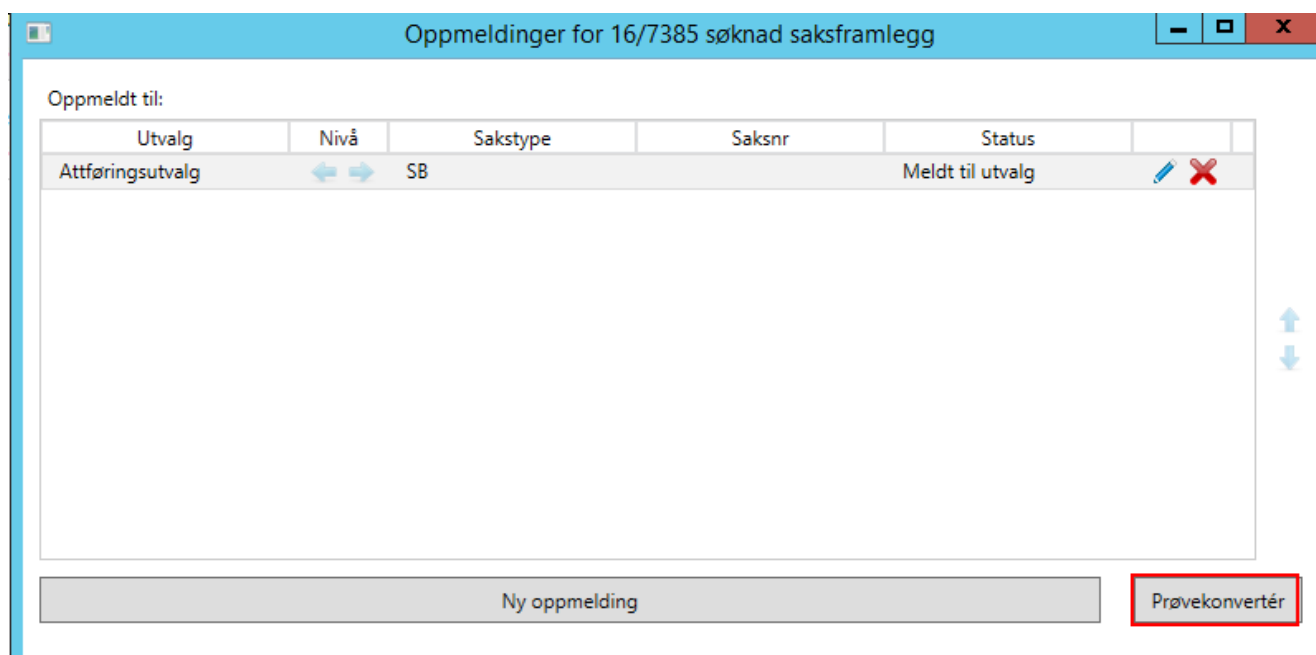 Oppmeldinger for 16/7385 søknad saksframlegg
Oppmeldt til:
Utvalg Nivå Sakstype Saksnr Status
Attføringsutvalg SB Meldt til utvalg
Ny oppmelding Prøvekonvertér